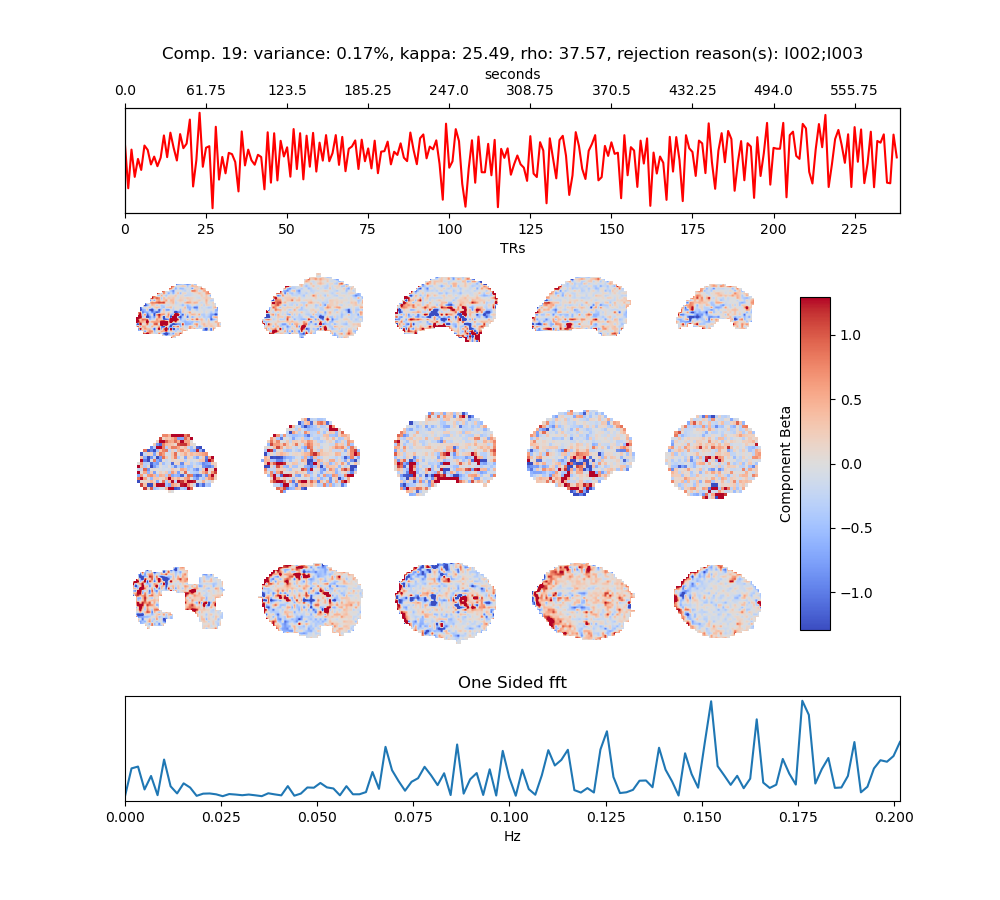 Comp. 19: variance: 0.17%, kappa: 25.49, rho: 37.57, rejection reason(s): I002;I003
seconds
0.0 61.75 123.5 185.25 247.0 308.75 370.5 432.25 494.0 555.75
0 25 50 75 100 125 150 175 200 225
TRs
1.0
0.5
0.0
−0.5
−1.0
Component Beta
One Sided fft
0.000 0.025 0.050 0.075 0.100 0.125 0.150 0.175 0.200
Hz